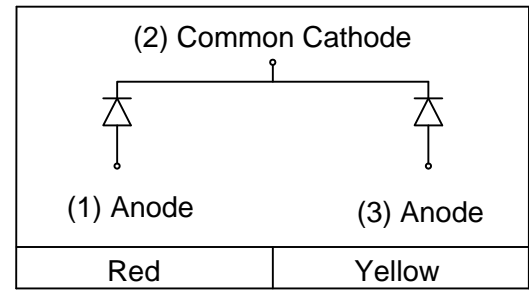 (2) Common Cathode
(1) Anode
(3) Anode
Red
Yellow